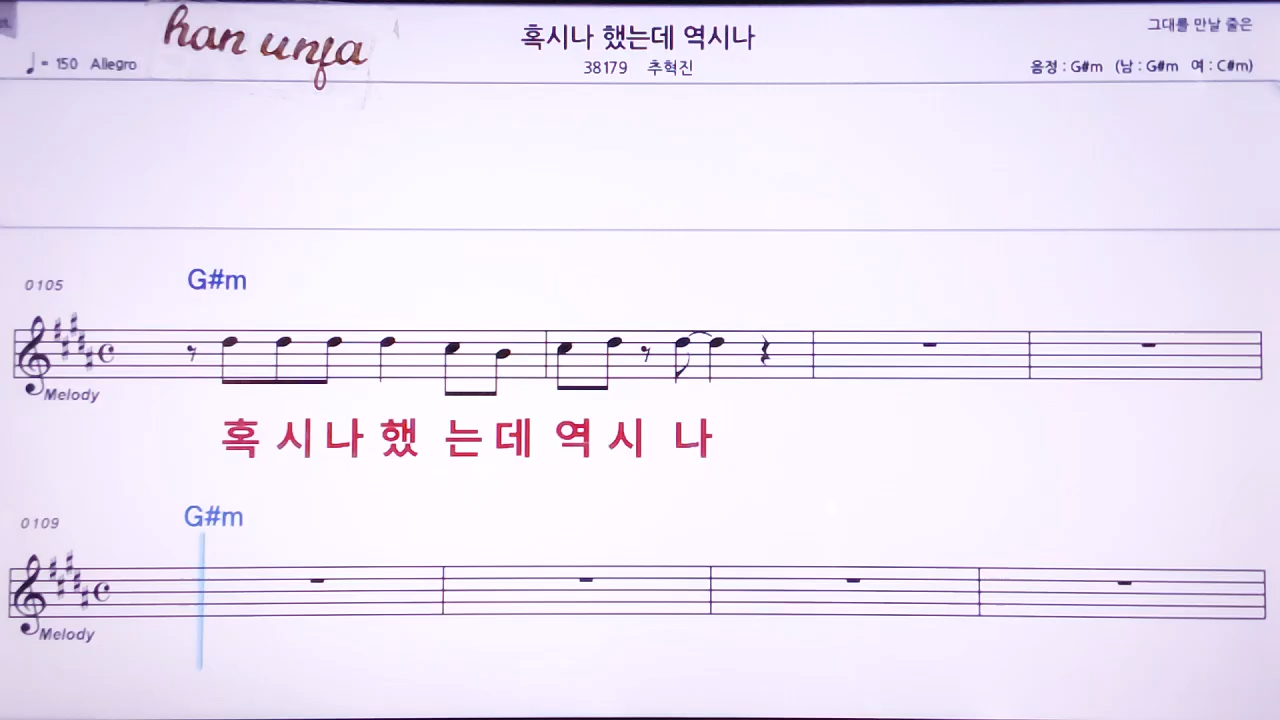 han unja
혹시나 했는데 역시나
그대를 만날 줄은
= 150 Allegro
38179 추혁진
음정 : G#m (남 : G#m 여 : C#m)
0105
G#m
Melody
혹 시 나 했 는 데 역 시 나
0109
G#m
Melody